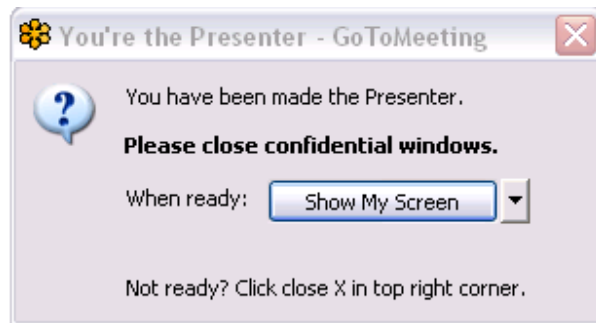 You're the Presenter - GoToMeeting
You have been made the Presenter.
Please close confidential windows.
When ready: Show My Screen
Not ready? Click close X in top right corner.